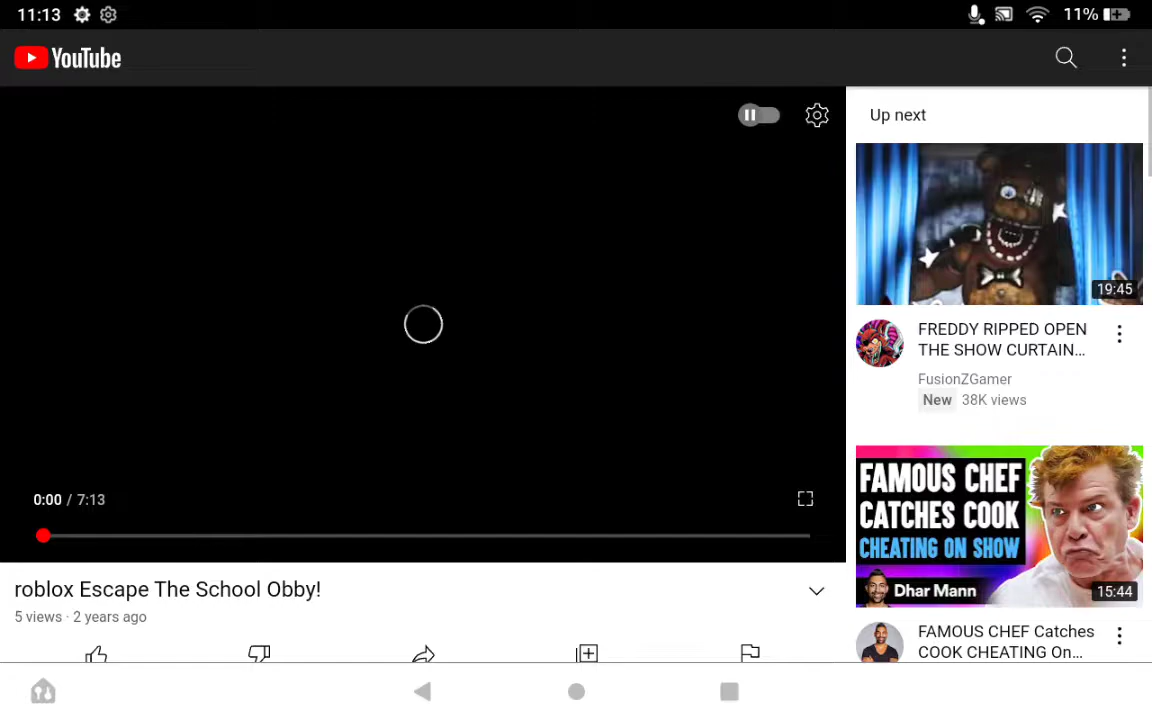 11:13
11%
YouTube
0:00 / 7:13
roblox Escape The School Obby!
5 views · 2 years ago
Up next
19:45
FREDDY RIPPED OPEN
THE SHOW CURTAIN...
FusionZGamer
New 38K views
FAMOUS CHEF
CATCHES COOK
CHEATING ON SHOW
Dhar Mann
15:44
FAMOUS CHEF Catches
COOK CHEATING On...